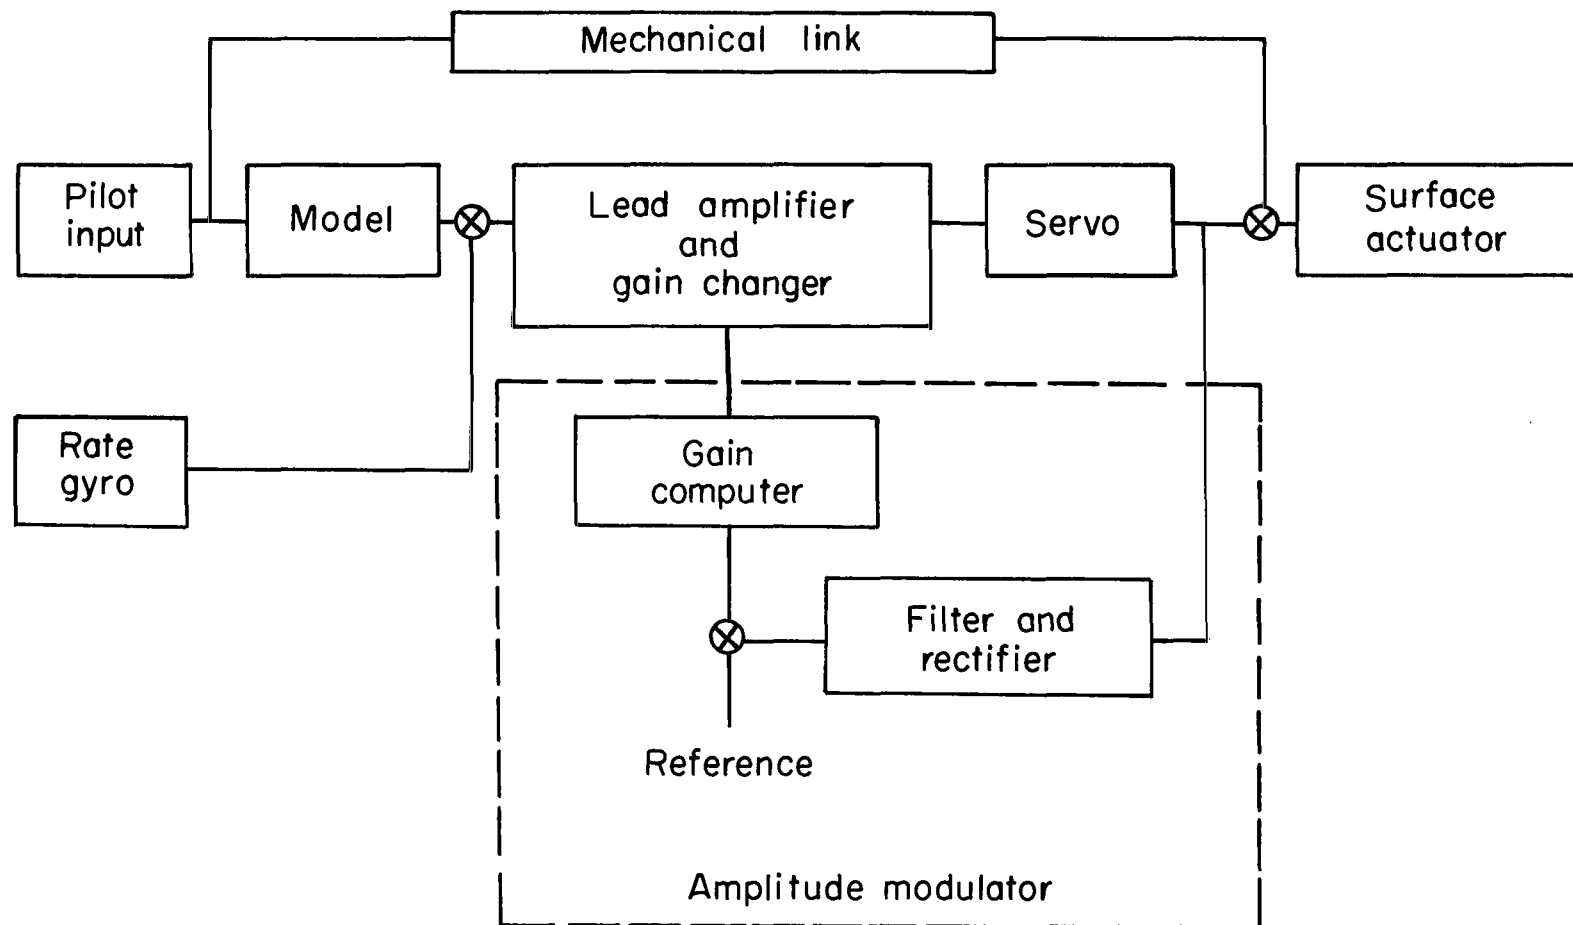 Mechanical link
Pilot
input
Model
Lead amplifier
and
gain changer
Servo
Surface
actuator
Rate
gyro
Gain
computer
Filter and
rectifier
Reference
Amplitude modulator